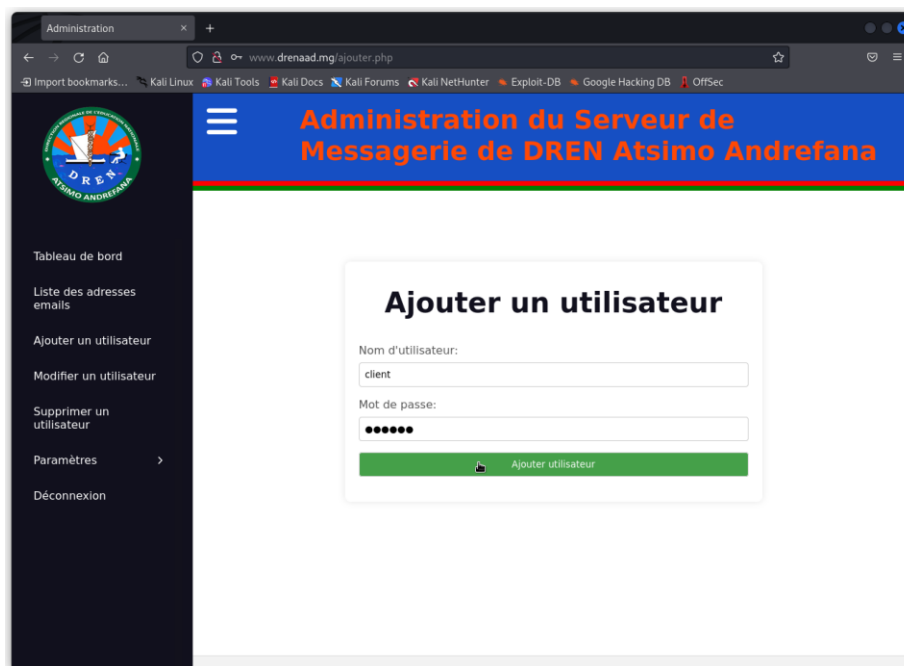 Administration
www.drenaad.mg/ajouter.php
Import bookmarks... Kali Linux Kali Tools Kali Docs Kali Forums Kali NetHunter Exploit-DB Google Hacking DB OffSec
DREN
ATSIMO ANDREFANA
Administration du Serveur de
Messagerie de DREN Atsimo Andrefana
Tableau de bord
Liste des adresses
emails
Ajouter un utilisateur
Modifier un utilisateur
Supprimer un
utilisateur
Paramètres
Déconnexion
Ajouter un utilisateur
Nom d'utilisateur:
client
Mot de passe:
●●●●●●
Ajouter utilisateur